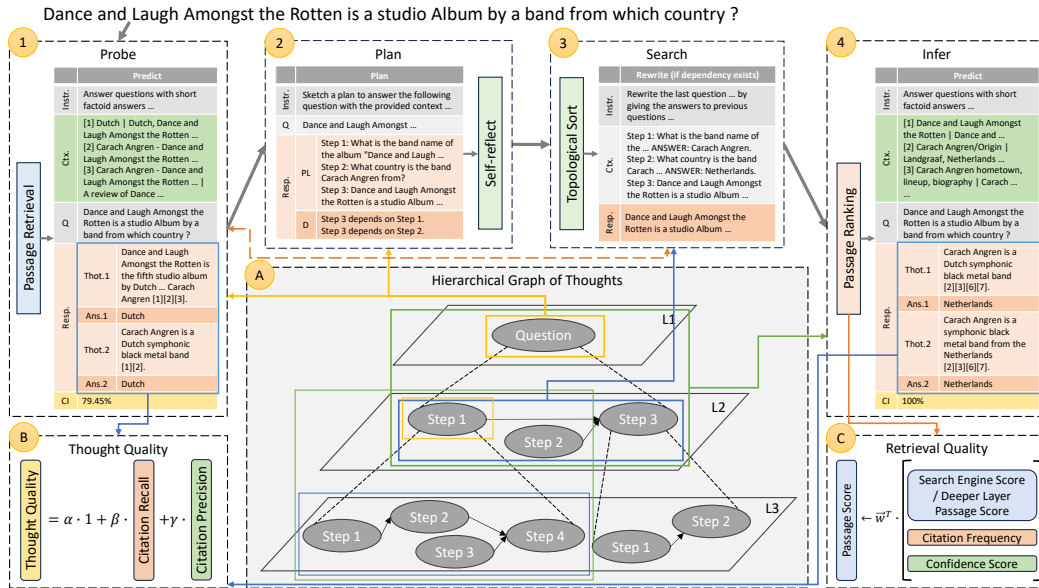 Dance and Laugh Amongst the Rotten is a studio Album by a band from which country ?
1
Probe
Passage Retrieval
Predict
Instr.
Answer questions with short
factoid answers ...
Ctx.
[1] Dutch | Dutch, Dance and
Laugh Amongst the Rotten ...
[2] Carach Angren - Dance and
Laugh Amongst the Rotten ...
[3] Carach Angren - Dance and
Laugh Amongst the Rotten ... |
A review of Dance ...
Q
Dance and Laugh Amongst the
Rotten is a studio Album by a
band from which country ?
Resp.
Thot.1
Dance and Laugh
Amongst the Rotten is
the fifth studio album
by Dutch ... Carach
Angren [1][2][3].
Ans.1
Dutch
Thot.2
Carach Angren is a
Dutch symphonic
black metal band
[1][2].
Ans.2
Dutch
CI
79.45%
2
Plan
Plan
Instr.
Sketch a plan to answer the following
question with the provided context ...
Q
Dance and Laugh Amongst ...
Resp.
PL
Step 1: What is the band name of
the album "Dance and Laugh ...
Step 2: What country is the band
Carach Angren from?
Step 3: Dance and Laugh Amongst
the Rotten is a studio Album ...
D
Step 3 depends on Step 1.
Step 3 depends on Step 2.
Self-reflect
3
Search
Topological Sort
Rewrite (if dependency exists)
Instr.
Rewrite the last question ... by
giving the answers to previous
questions ...
Ctx.
Step 1: What is the band name of
the ... ANSWER: Carach Angren.
Step 2: What country is the band
Carach ... ANSWER: Netherlands.
Step 3: Dance and Laugh Amongst
the Rotten is a studio Album ...
Resp.
Dance and Laugh Amongst the
Rotten is a studio Album ...
4
Infer
Passage Ranking
Predict
Instr.
Answer questions with short
factoid answers ...
Ctx.
[1] Dance and Laugh Amongst
the Rotten | Dance and ...
[2] Carach Angren/Origin |
Landgraf, Netherlands ...
[3] Carach Angren hometown,
lineup, biography | Carach ...
...
Q
Dance and Laugh Amongst the
Rotten is a studio Album by a
band from which country ?
Resp.
Thot.1
Carach Angren is a
Dutch symphonic
black metal band
[2][3][6][7].
Ans.1
Netherlands
Thot.2
Carach Angren is a
symphonic black
metal band from the
Netherlands
[2][3][6][7].
Ans.2
Netherlands
CI
100%
A
Hierarchical Graph of Thoughts
L1
Question
L2
Step 1
Step 2
Step 3
L3
Step 1
Step 2
Step 3
Step 4
Step 1
Step 2
B
Thought Quality
Thought Quality
= α · 1 + β ·
Citation Recall
+γ ·
Citation Precision
C
Retrieval Quality
Passage Score
← w⃗ᵀ ·
Search Engine Score
/ Deeper Layer
Passage Score
Citation Frequency
Confidence Score